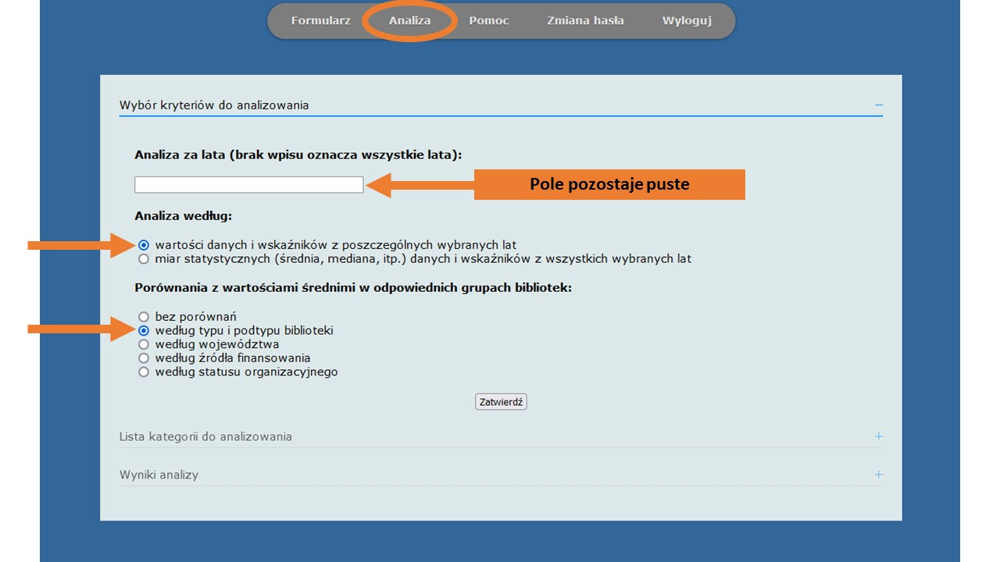 Formularz Analiza Pomoc Zmiana hasła Wyloguj
Wybór kryteriów do analizowania −
Analiza za lata (brak wpisu oznacza wszystkie lata):
Pole pozostaje puste
Analiza według:
wartości danych i wskaźników z poszczególnych wybranych lat
miar statystycznych (średnia, mediana, itp.) danych i wskaźników z wszystkich wybranych lat
Porównania z wartościami średnimi w odpowiednich grupach bibliotek:
bez porównań
według typu i podtypu biblioteki
według województwa
według źródła finansowania
według statusu organizacyjnego
Zatwierdź
Lista kategorii do analizowania +
Wyniki analizy +